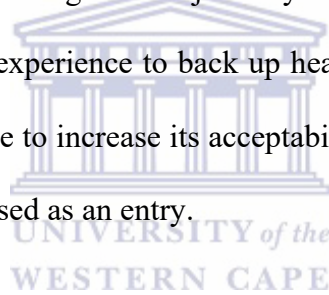 experience to back up hea
e to increase its acceptabi
sed as an entry.
UNIVERSITY of the
WESTERN CAPE